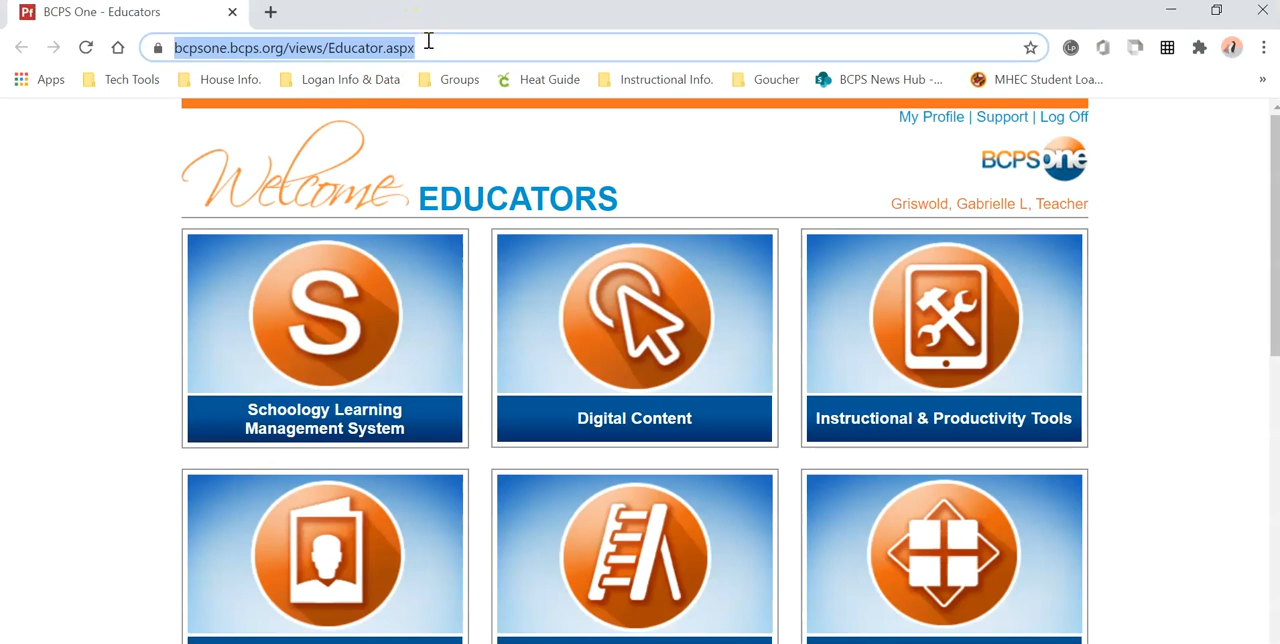 Pf BCPS One - Educators
bcpsone.bcps.org/views/Educator.aspx
LP
Apps Tech Tools House Info. Logan Info & Data Groups Heat Guide Instructional Info. Goucher S BCPS News Hub -... MHEC Student Loa... »
My Profile | Support | Log Off
Welcome EDUCATORS
BCPSone
Griswold, Gabrielle L, Teacher
S
Schoology Learning
Management System
Digital Content
Instructional & Productivity Tools